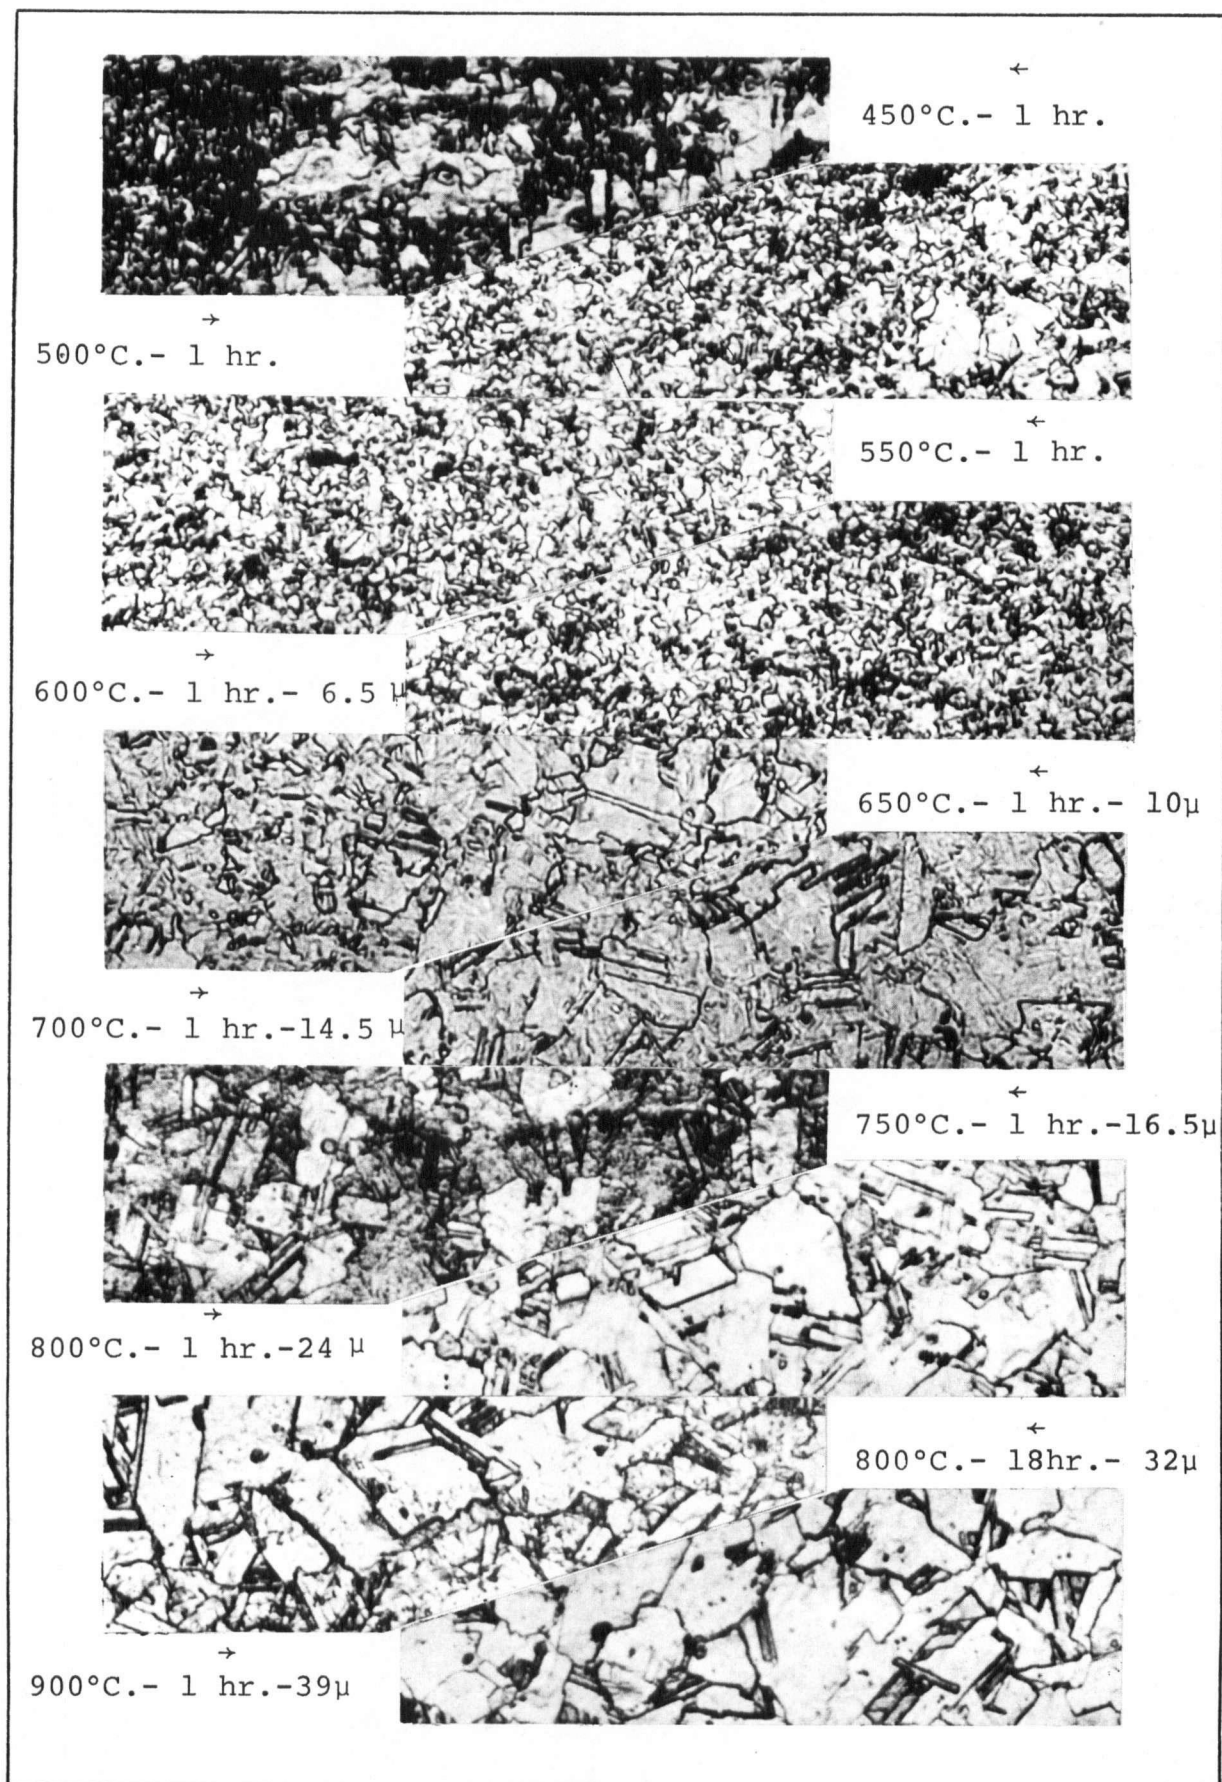 ←
450°C.- 1 hr.
→
500°C.- 1 hr.
←
550°C.- 1 hr.
→
600°C.- 1 hr.- 6.5 μ
←
650°C.- 1 hr.- 10μ
→
700°C.- 1 hr.-14.5 μ
←
750°C.- 1 hr.-16.5μ
→
800°C.- 1 hr.-24 μ
←
800°C.- 18hr.- 32μ
→
900°C.- 1 hr.-39μ